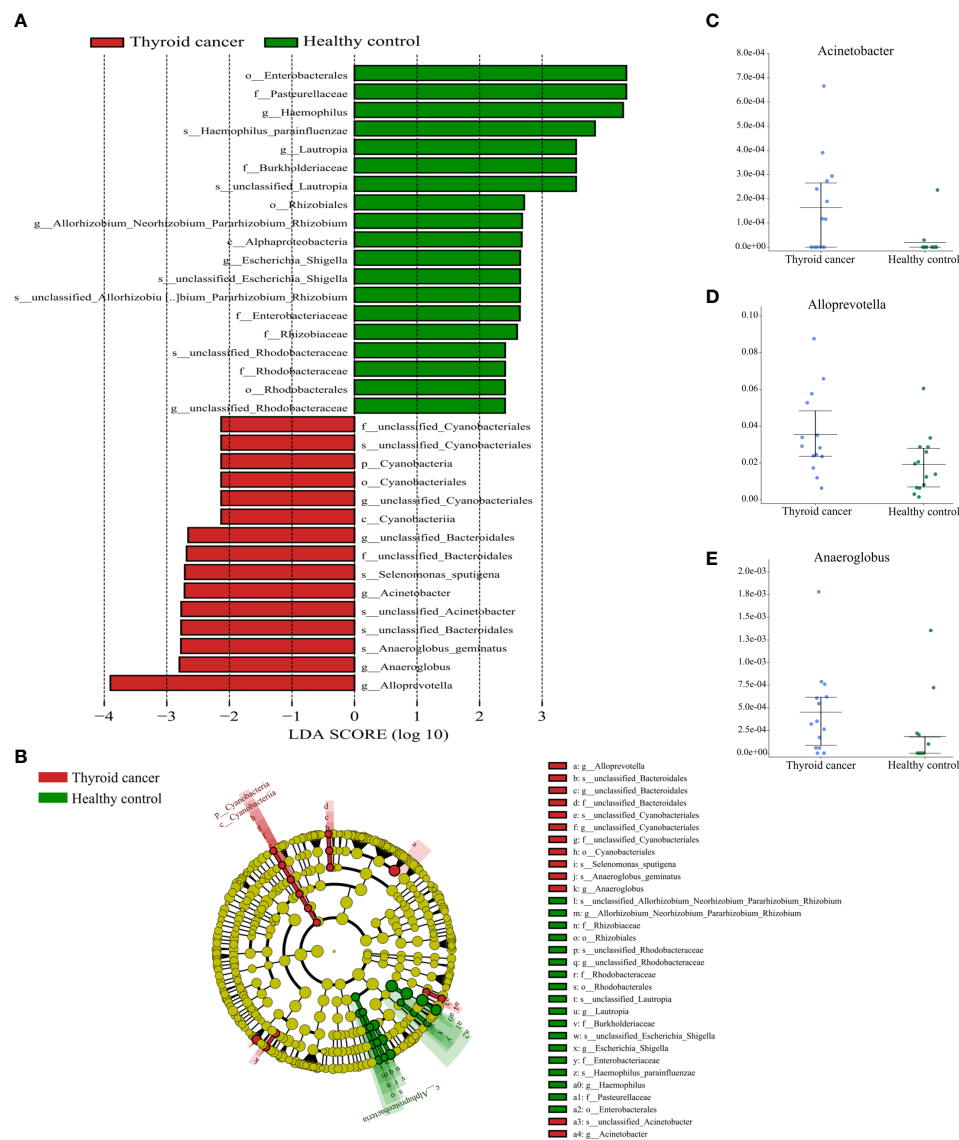 A
Thyroid cancer Healthy control
o__Enterobacterales
f__Pasteurellaceae
g__Haemophilus
s__Haemophilus_parainfluenzae
g__Lautropia
f__Burkholderiaceae
s__unclassified_Lautropia
o__Rhizobiales
g__Allorhizobium_Neorhizobium_Pararhizobium_Rhizobium
c__Alphaproteobacteria
g__Escherichia_Shigella
s__unclassified_Escherichia_Shigella
s__unclassified_Allorhizobiu [..]bium_Pararhizobium_Rhizobium
f__Enterobacteriaceae
f__Rhizobiaceae
s__unclassified_Rhodobacteraceae
f__Rhodobacteraceae
o__Rhodobacterales
g__unclassified_Rhodobacteraceae
f__unclassified_Cyanobacteriales
s__unclassified_Cyanobacteriales
p__Cyanobacteria
o__Cyanobacteriales
g__unclassified_Cyanobacteriales
c__Cyanobacteriia
g__unclassified_Bacteroidales
f__unclassified_Bacteroidales
s__Selenomonas_sputigena
g__Acinetobacter
s__unclassified_Acinetobacter
s__unclassified_Bacteroidales
s__Anaeroglobus_geminatus
g__Anaeroglobus
g__Alloprevotella
−4 −3 −2 −1 0 1 2 3
LDA SCORE (log 10)
C
Acinetobacter
8.0e-04
7.0e-04
6.0e-04
5.0e-04
4.0e-04
3.0e-04
2.0e-04
1.0e-04
0.0e+00
Thyroid cancer Healthy control
D
Alloprevotella
0.10
0.08
0.06
0.04
0.02
0.00
Thyroid cancer Healthy control
E
Anaeroglobus
2.0e-03
1.8e-03
1.5e-03
1.3e-03
1.0e-03
7.5e-04
5.0e-04
2.5e-04
0.0e+00
Thyroid cancer Healthy control
B
Thyroid cancer
Healthy control
p__Cyanobacteria
c__Cyanobacteriia
h
g
d
c
a
c__Alphaproteobacteria
a4
a2
a: g__Alloprevotella
b: s__unclassified_Bacteroidales
c: g__unclassified_Bacteroidales
d: f__unclassified_Bacteroidales
e: s__unclassified_Cyanobacteriales
f: g__unclassified_Cyanobacteriales
g: f__unclassified_Cyanobacteriales
h: o__Cyanobacteriales
i: s__Selenomonas_sputigena
j: s__Anaeroglobus_geminatus
k: g__Anaeroglobus
l: s__unclassified_Allorhizobium_Neorhizobium_Pararhizobium_Rhizobium
m: g__Allorhizobium_Neorhizobium_Pararhizobium_Rhizobium
n: f__Rhizobiaceae
o: o__Rhizobiales
p: s__unclassified_Rhodobacteraceae
q: g__unclassified_Rhodobacteraceae
r: f__Rhodobacteraceae
s: o__Rhodobacterales
t: s__unclassified_Lautropia
u: g__Lautropia
v: f__Burkholderiaceae
w: s__unclassified_Escherichia_Shigella
x: g__Escherichia_Shigella
y: f__Enterobacteriaceae
z: s__Haemophilus_parainfluenzae
a0: g__Haemophilus
a1: f__Pasteurellaceae
a2: o__Enterobacterales
a3: s__unclassified_Acinetobacter
a4: g__Acinetobacter